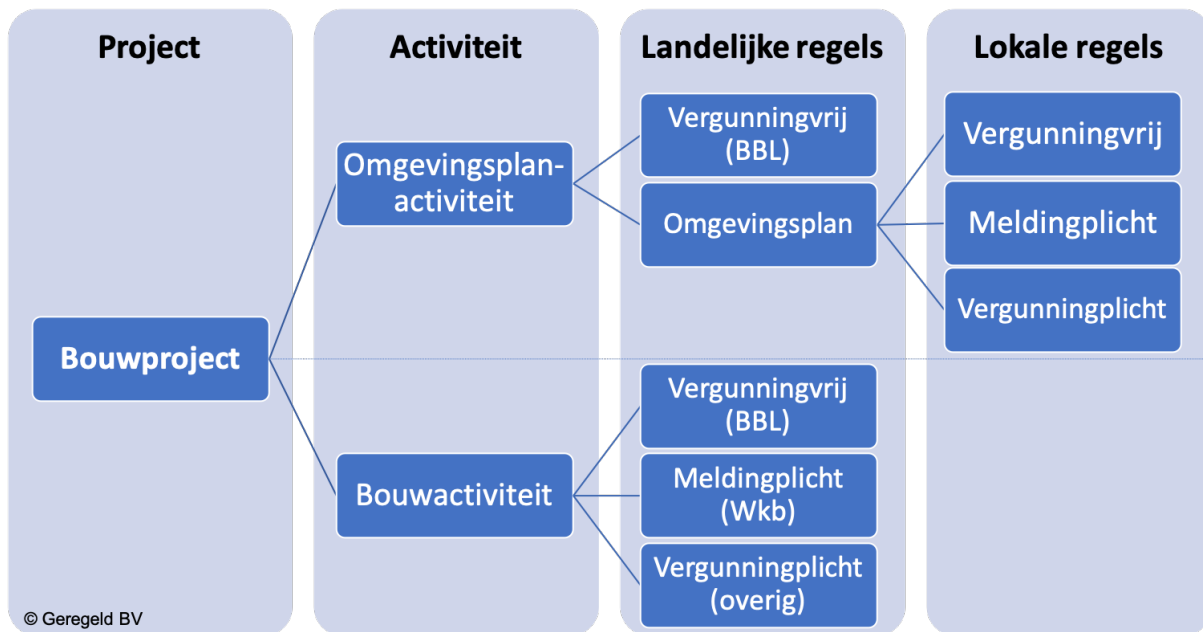 Project
Activiteit
Landelijke regels
Lokale regels
Bouwproject
Omgevingsplan-
activiteit
Bouwactiviteit
Vergunningvrij
(BBL)
Omgevingsplan
Vergunningvrij
(BBL)
Meldingplicht
(Wkb)
Vergunningplicht
(overig)
Vergunningvrij
Meldingplicht
Vergunningplicht
© Geregeld BV